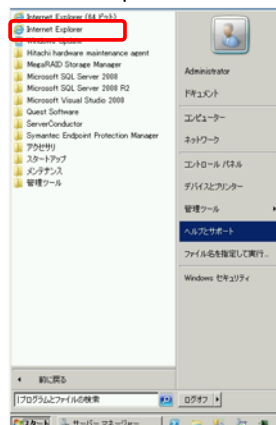 Internet Explorer (64 ビット)
Internet Explorer
Windows Update
Hitachi hardware maintenance agent
MegaRAID Storage Manager
Microsoft SQL Server 2008
Microsoft SQL Server 2008 R2
Microsoft Visual Studio 2008
Quest Software
ServerConductor
Symantec Endpoint Protection Manager
アクセサリ
スタートアップ
メンテナンス
管理ツール
前に戻る
プログラムとファイルの検索
Administrator
ドキュメント
コンピューター
ネットワーク
コントロール パネル
デバイスとプリンター
管理ツール
ヘルプとサポート
ファイル名を指定して実行...
Windows セキュリティ
ログオフ
スタート
サーバー マネージャー